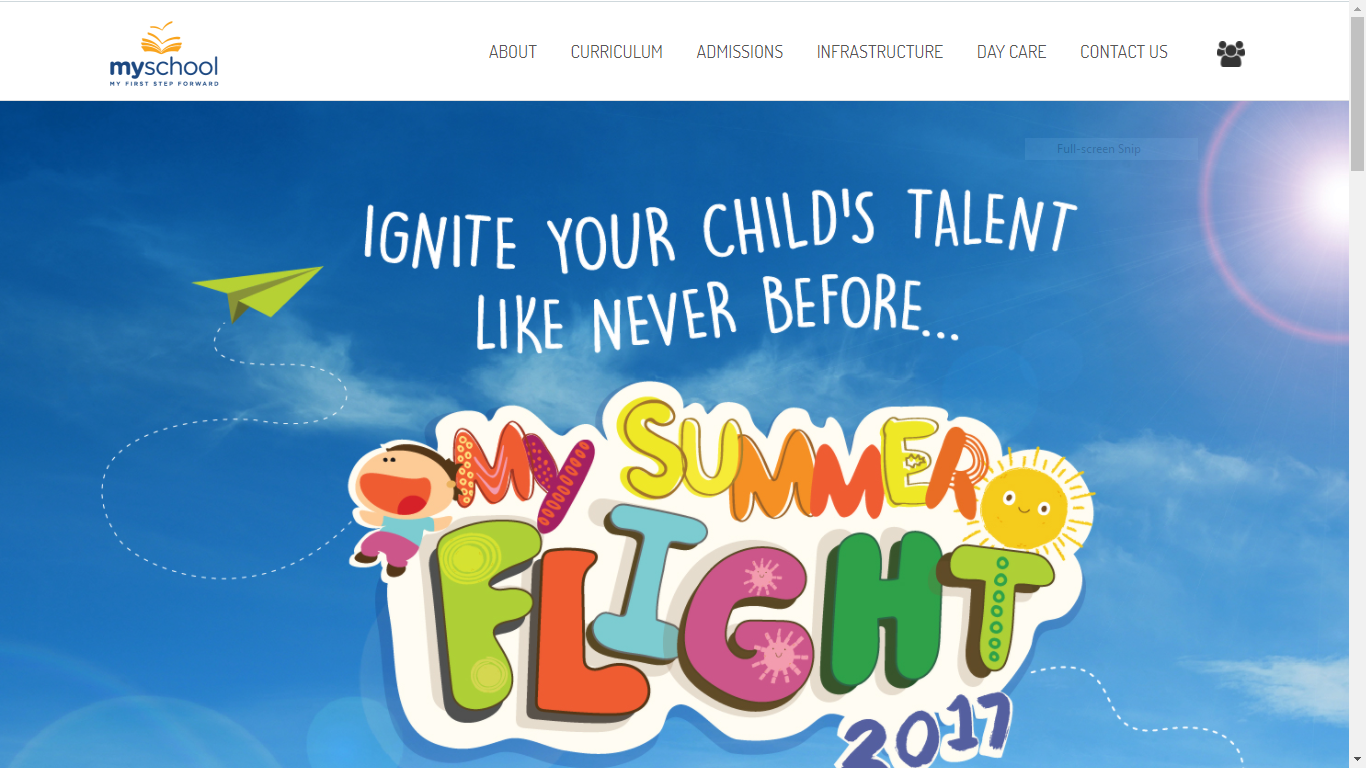 myschool
MY FIRST STEP FORWARD
ABOUT
CURRICULUM
ADMISSIONS
INFRASTRUCTURE
DAY CARE
CONTACT US
Full-screen Snip
IGNITE YOUR CHILD'S TALENT
LIKE NEVER BEFORE...
MY SUMMER
FLIGHT
2017